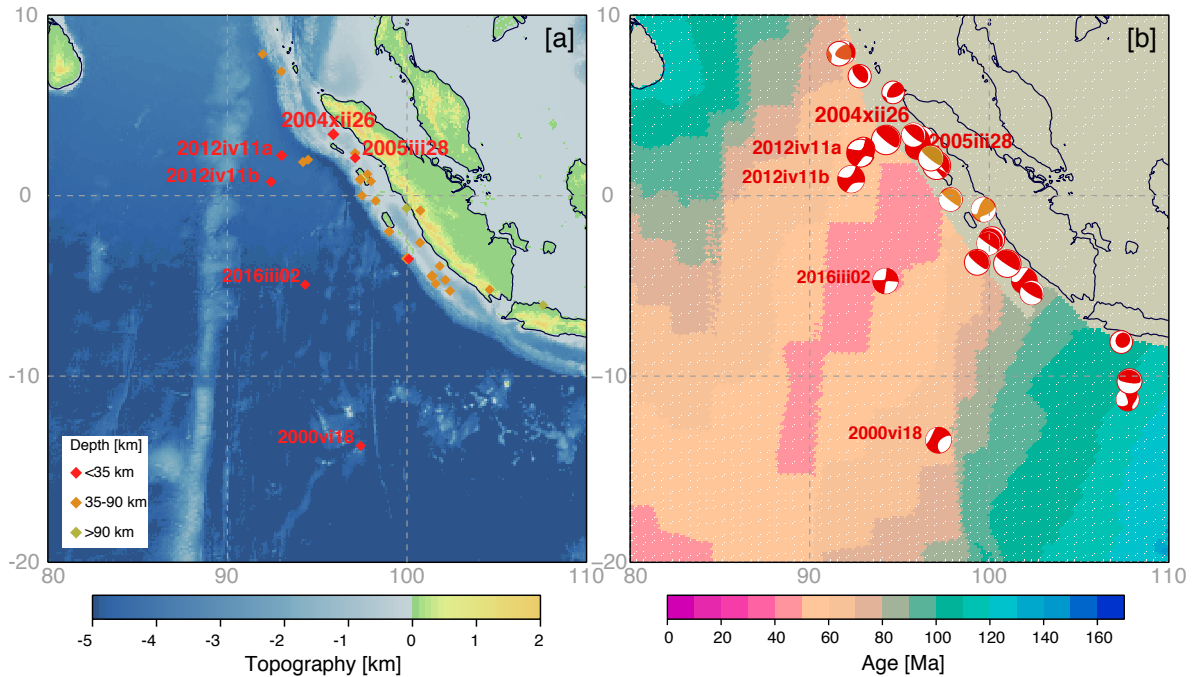 10
0
-10
-20
80
90
100
110
[a]
2004xii26
2005iii28
2012iv11a
2012iv11b
2016iii02
2000vi18
Depth [km]
<35 km
35-90 km
>90 km
-5 -4 -3 -2 -1 0 1 2
Topography [km]
0
-10
-20
80
90
100
110
[b]
2004xii26
2005iii28
2012iv11a
2012iv11b
2016iii02
2000vi18
0 20 40 60 80 100 120 140 160
Age [Ma]